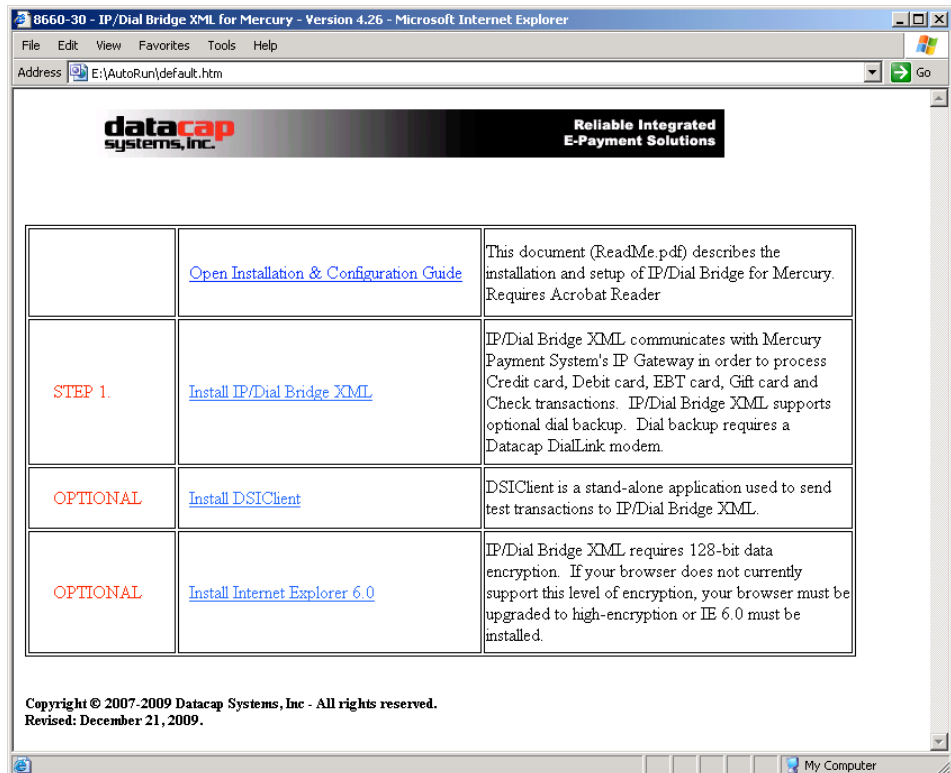 8660-30 - IP/Dial Bridge XML for Mercury - Version 4.26 - Microsoft Internet Explorer
File Edit View Favorites Tools Help
Address E:\AutoRun\default.htm Go
datacap
systems, inc.
Reliable Integrated
E-Payment Solutions
Open Installation & Configuration Guide
This document (ReadMe.pdf) describes the
installation and setup of IP/Dial Bridge for Mercury.
Requires Acrobat Reader
STEP 1.
Install IP/Dial Bridge XML
IP/Dial Bridge XML communicates with Mercury
Payment System's IP Gateway in order to process
Credit card, Debit card, EBT card, Gift card and
Check transactions. IP/Dial Bridge XML supports
optional dial backup. Dial backup requires a
Datacap DialLink modem.
OPTIONAL
Install DSIClient
DSIClient is a stand-alone application used to send
test transactions to IP/Dial Bridge XML.
OPTIONAL
Install Internet Explorer 6.0
IP/Dial Bridge XML requires 128-bit data
encryption. If your browser does not currently
support this level of encryption, your browser must be
upgraded to high-encryption or IE 6.0 must be
installed.
Copyright © 2007-2009 Datacap Systems, Inc - All rights reserved.
Revised: December 21, 2009.
My Computer